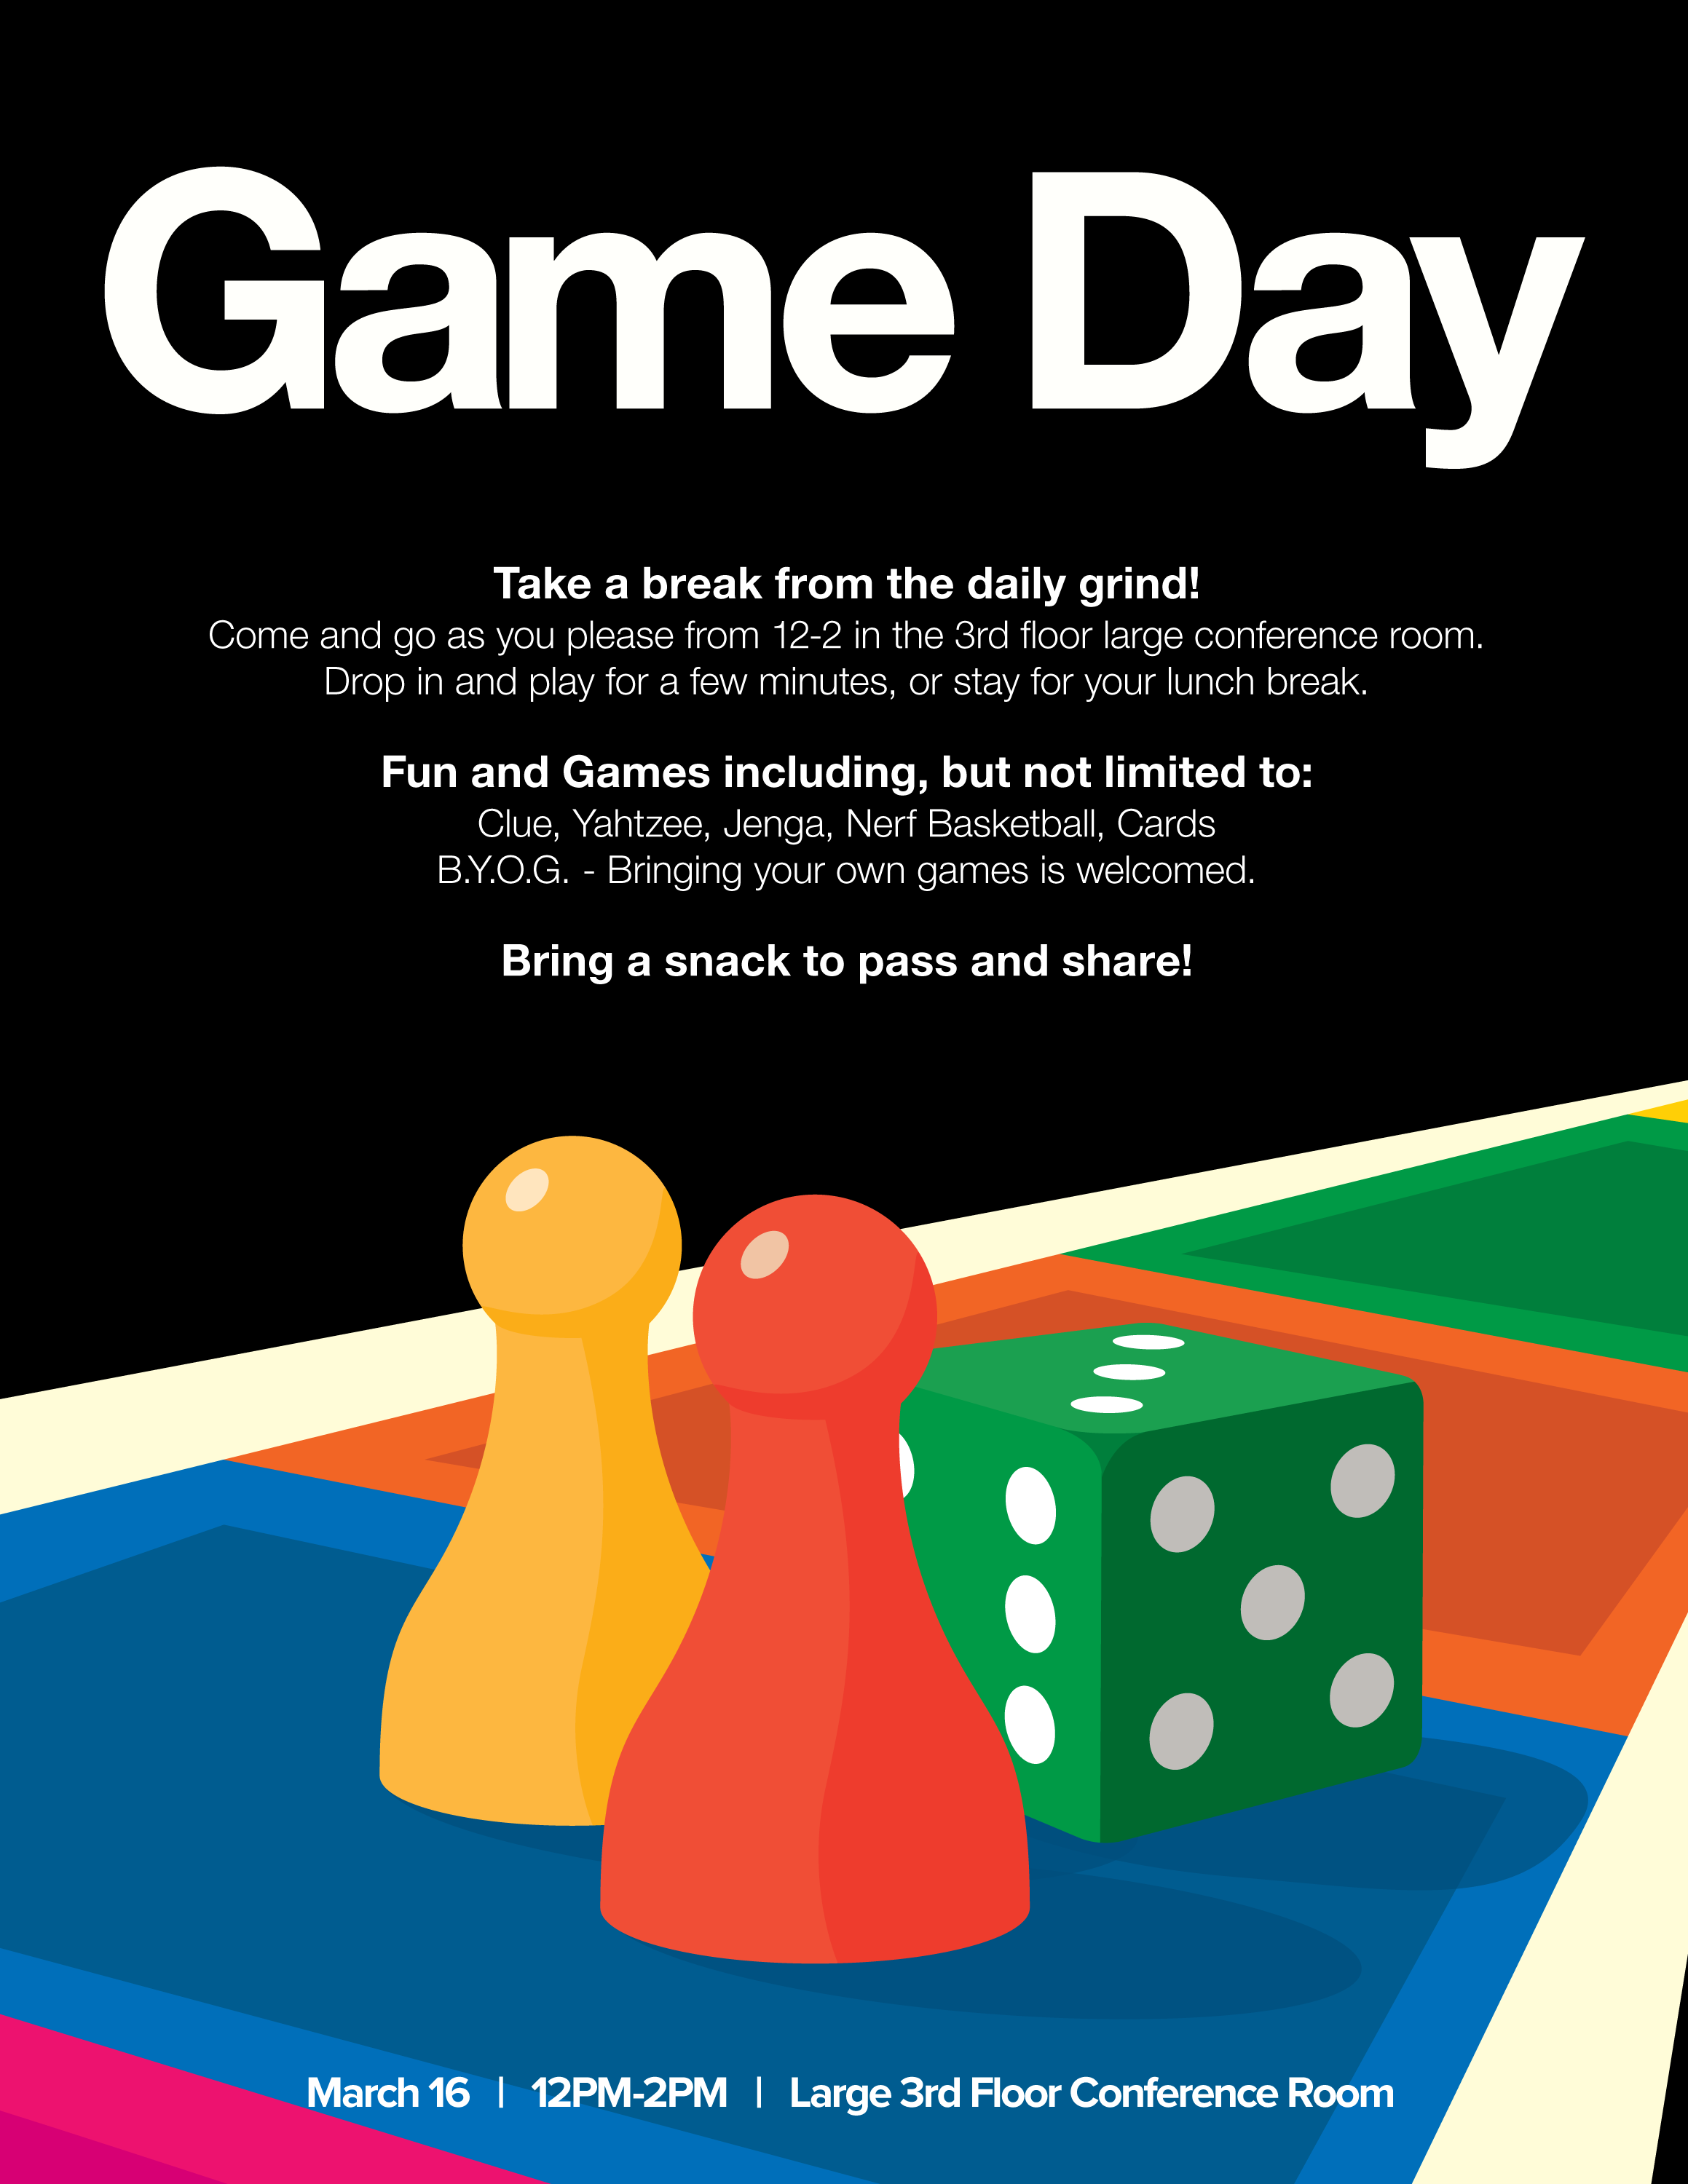 Game Day
Take a break from the daily grind!
Come and go as you please from 12-2 in the 3rd floor large conference room.
Drop in and play for a few minutes, or stay for your lunch break.
Fun and Games including, but not limited to:
Clue, Yahtzee, Jenga, Nerf Basketball, Cards
B.Y.O.G. - Bringing your own games is welcomed.
Bring a snack to pass and share!
March 16 | 12PM-2PM | Large 3rd Floor Conference Room